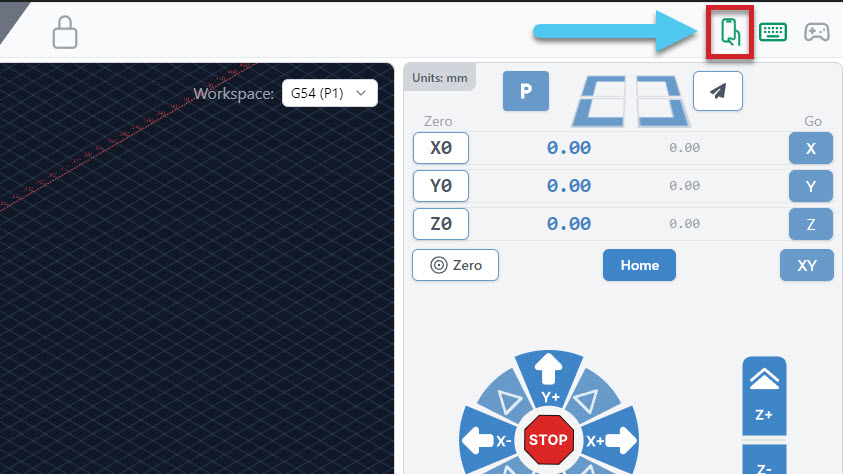 Units: mm
P
Workspace: G54 (P1)
Zero
Go
X0 0.00 0.00 X
Y0 0.00 0.00 Y
Z0 0.00 0.00 Z
Zero Home XY
Y+
Z+
X- STOP X+
Z-